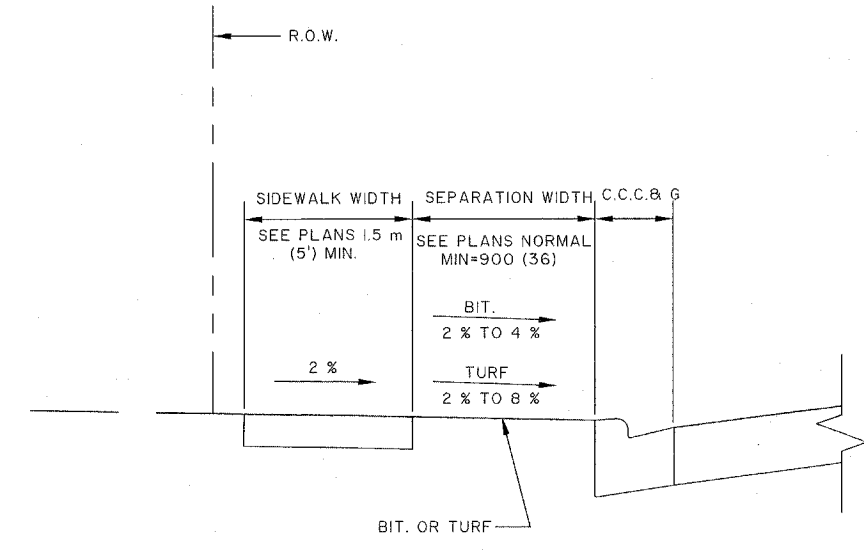 R.O.W.
SIDEWALK WIDTH
SEE PLANS 1.5 m
(5') MIN.
SEPARATION WIDTH
SEE PLANS NORMAL
MIN=900 (36)
C.C.C.& G
BIT.
2 % TO 4 %
2 %
TURF
2 % TO 8 %
BIT. OR TURF